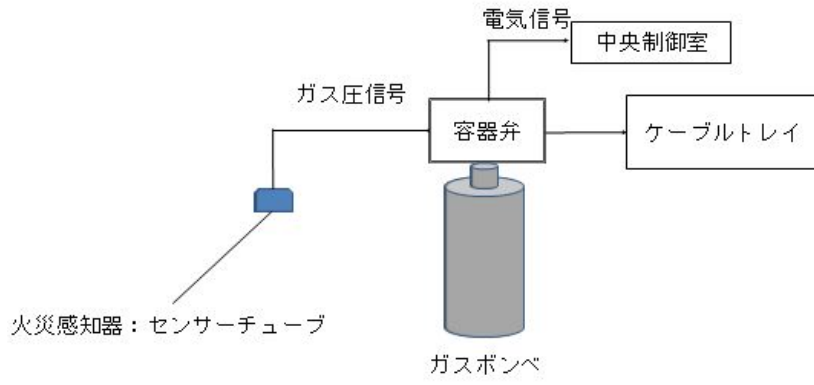 電気信号
中央制御室
ガス圧信号
容器弁
ケーブルトレイ
火災感知器：センサーチューブ
ガスボンベ